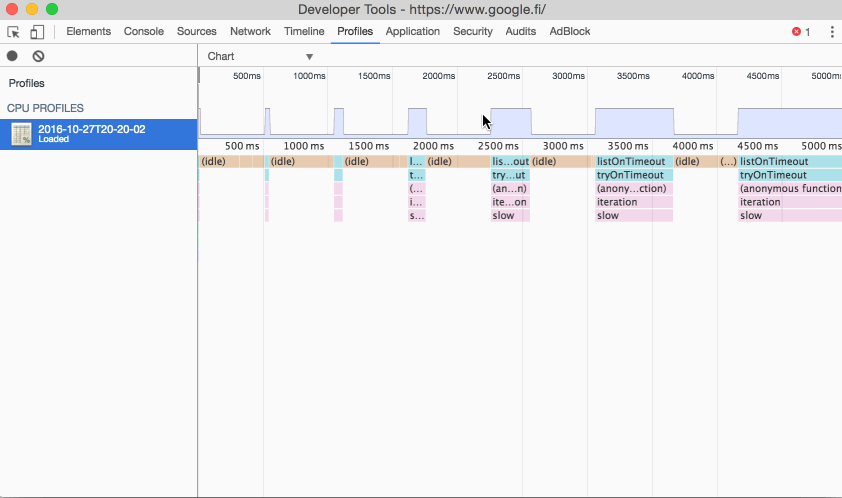 Developer Tools - https://www.google.fi/
Elements Console Sources Network Timeline Profiles Application Security Audits AdBlock 1
Chart ▼
Profiles
CPU PROFILES
2016-10-27T20-20-02
Loaded
500ms 1000ms 1500ms 2000ms 2500ms 3000ms 3500ms 4000ms 4500ms 5000m
500 ms 1000 ms 1500 ms 2000 ms 2500 ms 3000 ms 3500 ms 4000 ms 4500 ms 5000 ms
(idle) (idle) (idle) l... (idle) lis...out (idle) listOnTimeout (idle) (...) listOnTimeout
t... try...ut tryOnTimeout tryOnTimeout
(... (an...n) (anony...ction) (anonymous function
i... ite...on iteration iteration
s... slow slow slow